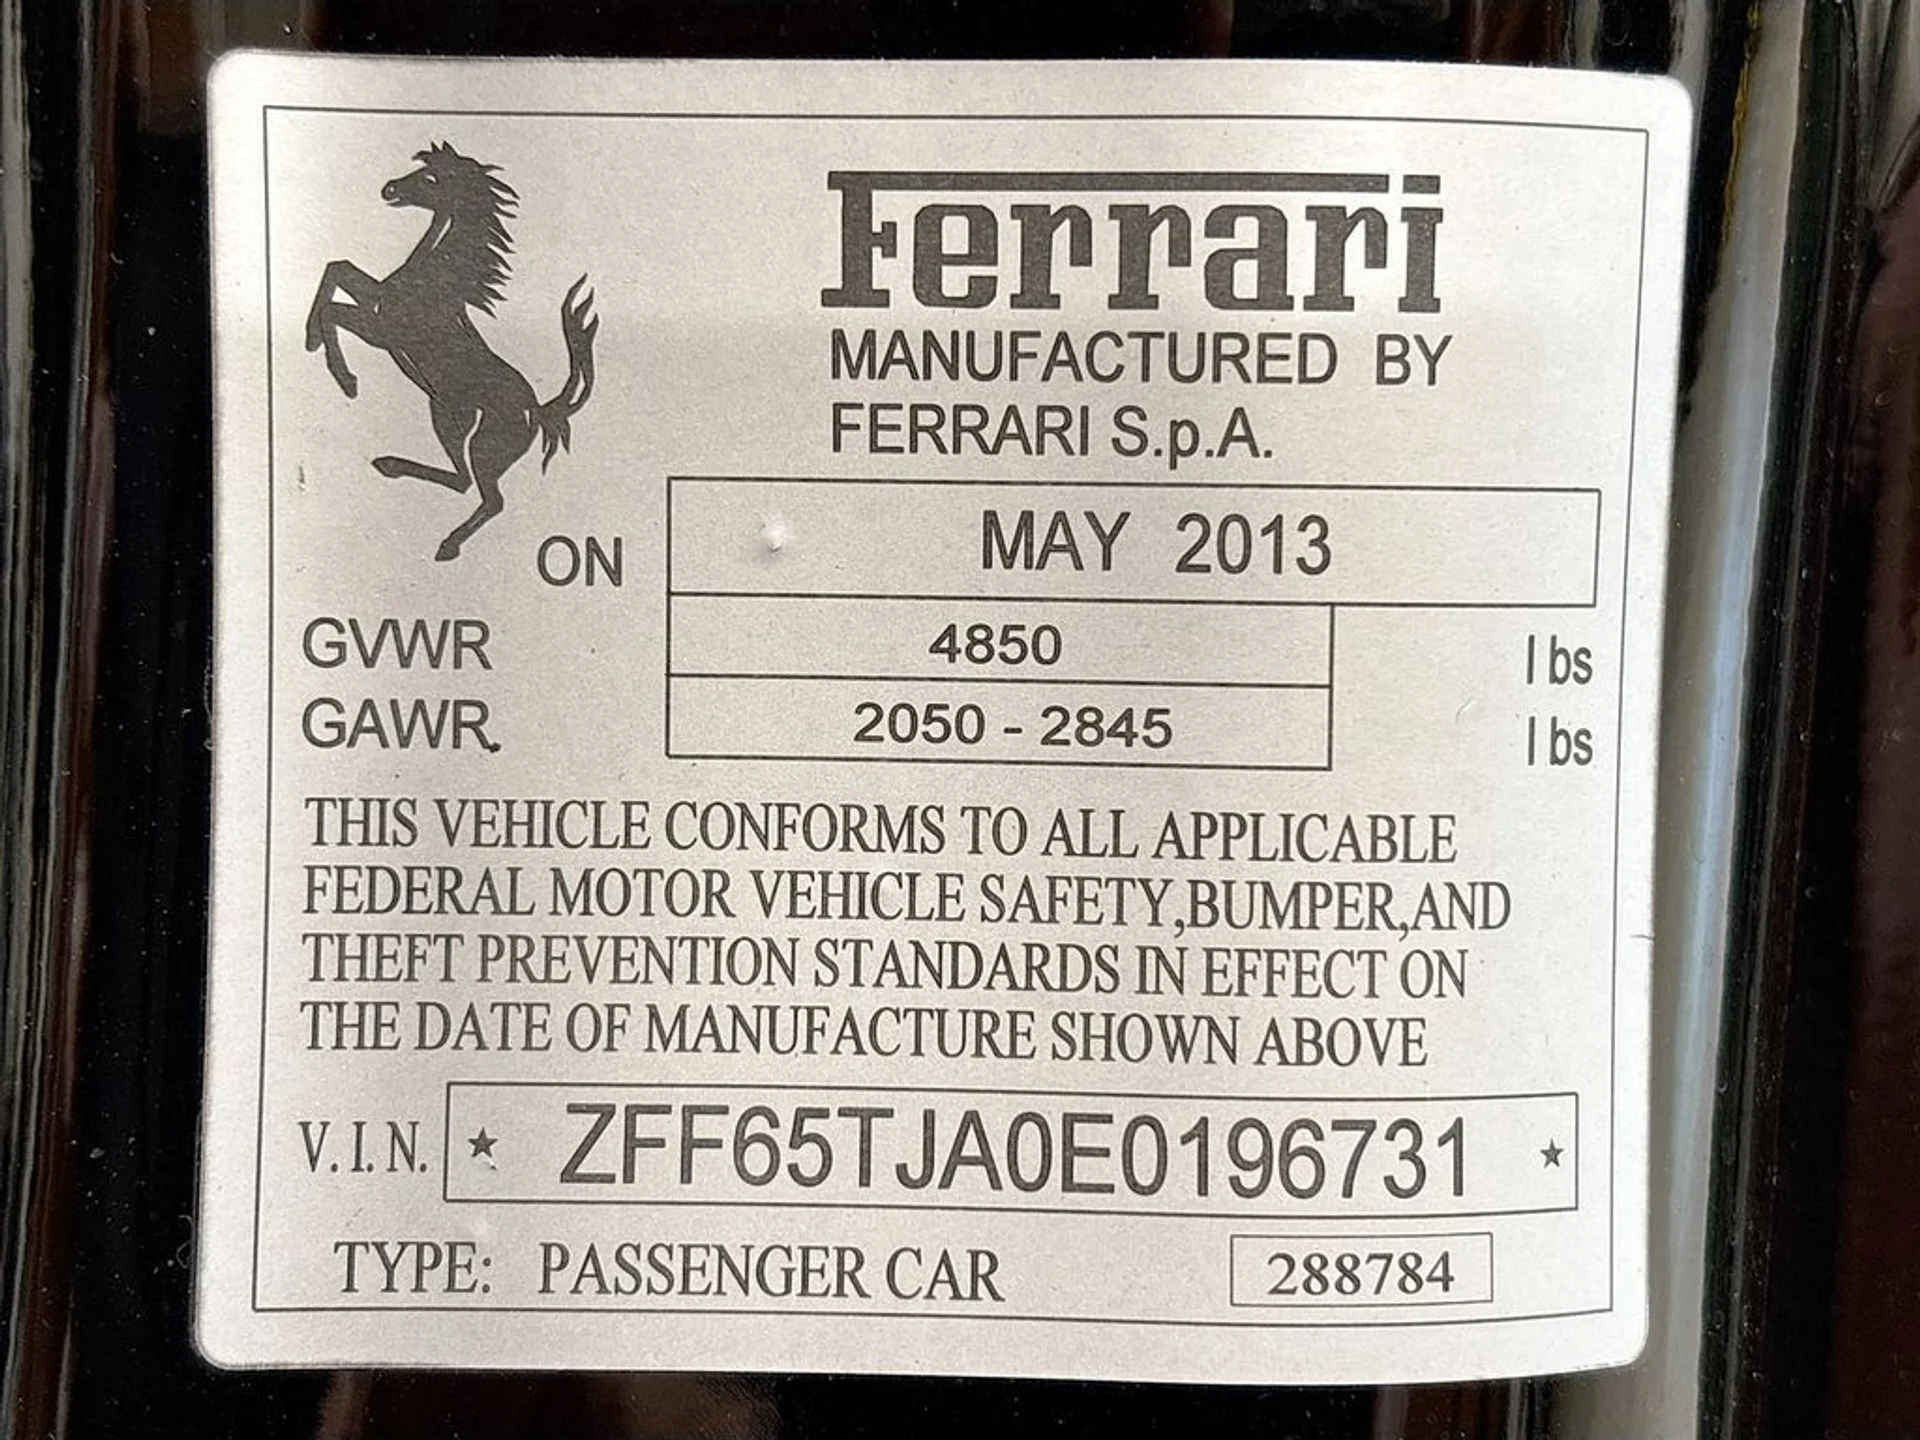 Ferrari
MANUFACTURED BY
FERRARI S.p.A.
ON MAY 2013
GVWR 4850 lbs
GAWR. 2050 - 2845 lbs
THIS VEHICLE CONFORMS TO ALL APPLICABLE
FEDERAL MOTOR VEHICLE SAFETY,BUMPER,AND
THEFT PREVENTION STANDARDS IN EFFECT ON
THE DATE OF MANUFACTURE SHOWN ABOVE
V.I.N. ★ ZFF65TJA0E0196731 ★
TYPE: PASSENGER CAR 288784